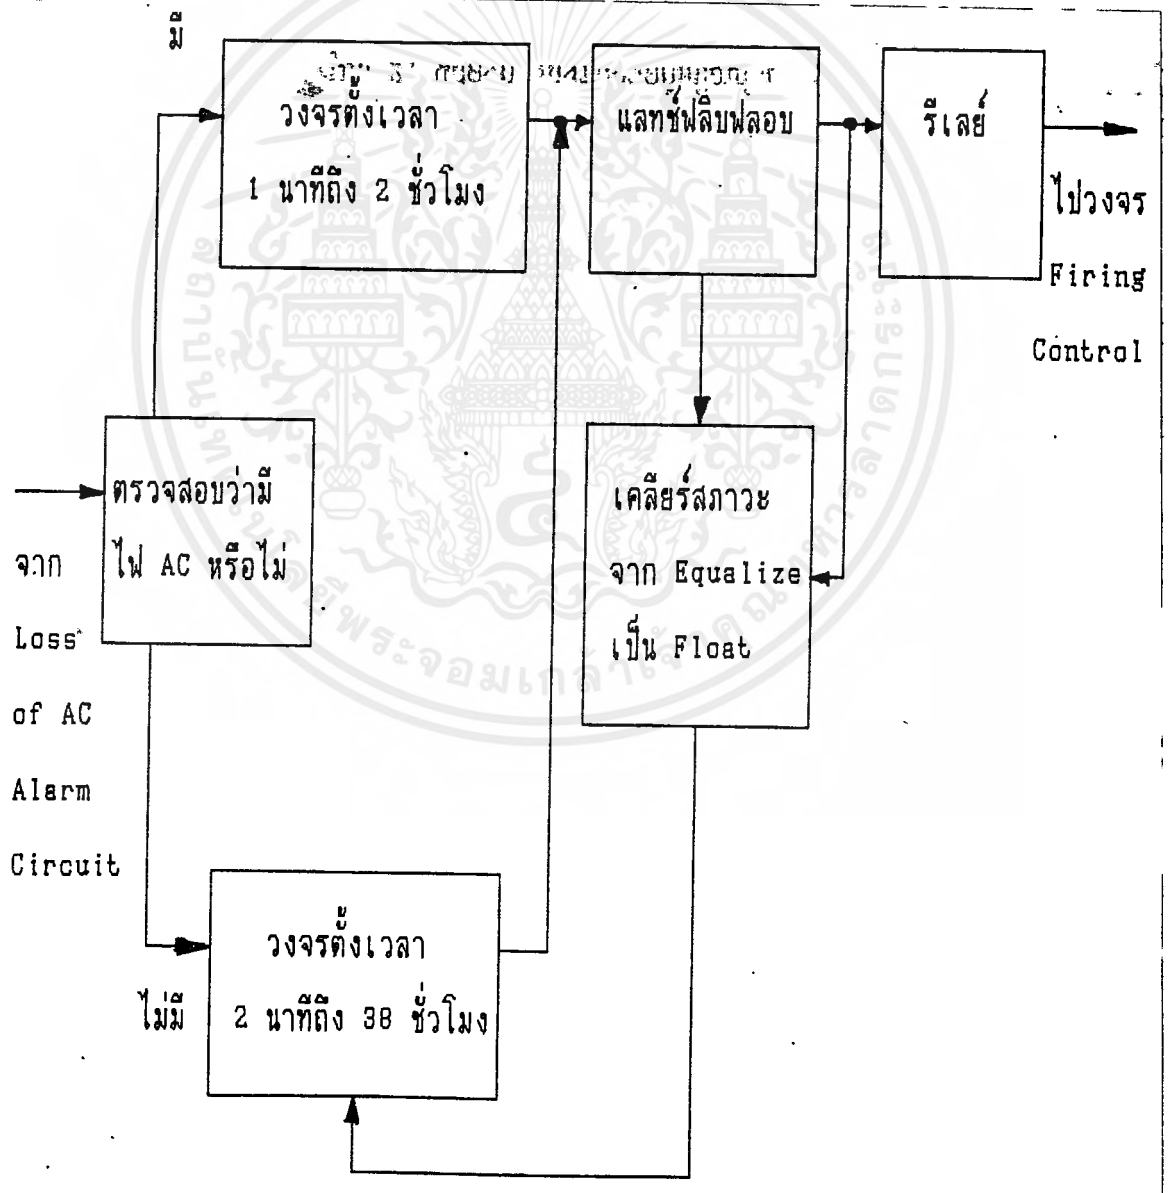 มี
วงจรตั้งเวลา
1 นาทีถึง 2 ชั่วโมง
แลทช์ฟลิบฟลอบ
รีเลย์
ไปวงจร
Firing
Control
ตรวจสอบว่ามี
ไฟ AC หรือไม่
จาก
Loss
of AC
Alarm
Circuit
เคลียร์สภาวะ
จาก Equalize
เป็น Float
วงจรตั้งเวลา
2 นาทีถึง 38 ชั่วโมง
ไม่มี